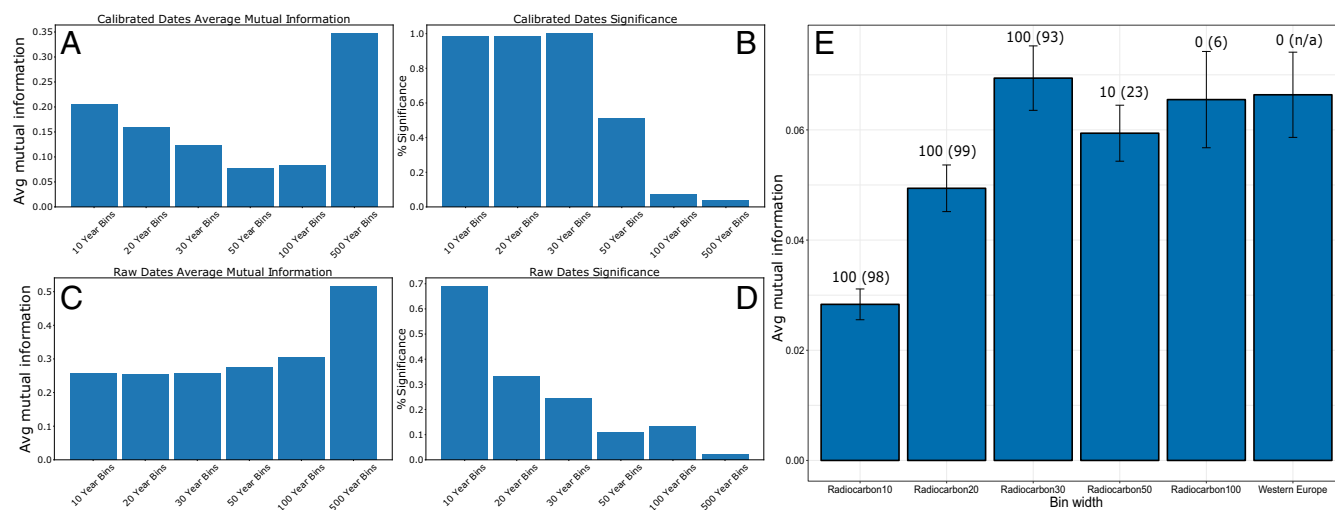 Calibrated Dates Average Mutual Information
A
Avg mutual information
0.35
0.30
0.25
0.20
0.15
0.10
0.05
0.00
10 Year Bins
20 Year Bins
30 Year Bins
50 Year Bins
100 Year Bins
500 Year Bins
Calibrated Dates Significance
B
% Significance
1.0
0.8
0.6
0.4
0.2
0.0
10 Year Bins
20 Year Bins
30 Year Bins
50 Year Bins
100 Year Bins
500 Year Bins
Raw Dates Average Mutual Information
C
Avg mutual information
0.5
0.4
0.3
0.2
0.1
0.0
10 Year Bins
20 Year Bins
30 Year Bins
50 Year Bins
100 Year Bins
500 Year Bins
Raw Dates Significance
D
% Significance
0.7
0.6
0.5
0.4
0.3
0.2
0.1
0.0
10 Year Bins
20 Year Bins
30 Year Bins
50 Year Bins
100 Year Bins
500 Year Bins
E
Avg mutual information
0.06
0.04
0.02
0.00
100 (98)
100 (99)
100 (93)
10 (23)
0 (6)
0 (n/a)
Radiocarbon10
Radiocarbon20
Radiocarbon30
Radiocarbon50
Radiocarbon100
Western Europe
Bin width